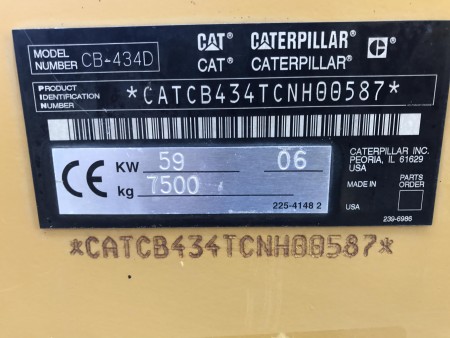 MODEL NUMBER CB-434D
CAT CATERPILLAR C
CAT® CATERPILLAR®
PRODUCT IDENTIFICATION NUMBER *CATCB434TCNH00587*
CE KW 59 06
kg 7500
225-4148 2
CATERPILLAR INC.
PEORIA, IL 61629
USA
MADE IN PARTS ORDER
USA
239-6986
*CATCB434TCNH00587*